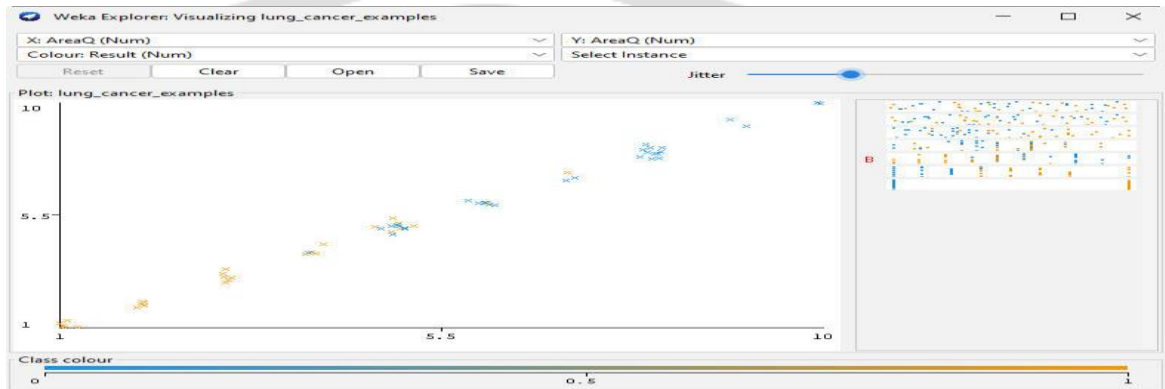 Weka Explorer: Visualizing lung_cancer_examples
X: AreaQ (Num) Y: AreaQ (Num)
Colour: Result (Num) Select Instance
Reset Clear Open Save Jitter
Plot: lung_cancer_examples
10
B
5.5
1
1 5.5 10
Class colour
0 0.5 1